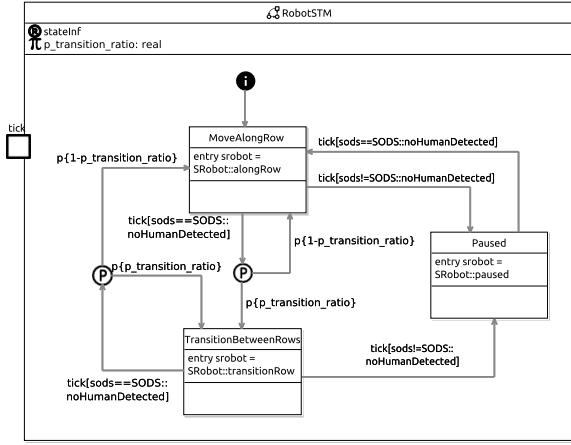 RobotSTM
R stateInf
π p_transition_ratio: real
i
tick
MoveAlongRow
entry srobot =
SRobot::alongRow
tick[sods==SODS::noHumanDetected]
p{1-p_transition_ratio}
tick[sods!=SODS::noHumanDetected]
tick[sods==SODS::
noHumanDetected]
p{1-p_transition_ratio}
Paused
entry srobot =
SRobot::paused
P
p{p_transition_ratio}
P
p{p_transition_ratio}
TransitionBetweenRows
entry srobot =
SRobot::transitionRow
tick[sods!=SODS::
noHumanDetected]
tick[sods==SODS::
noHumanDetected]